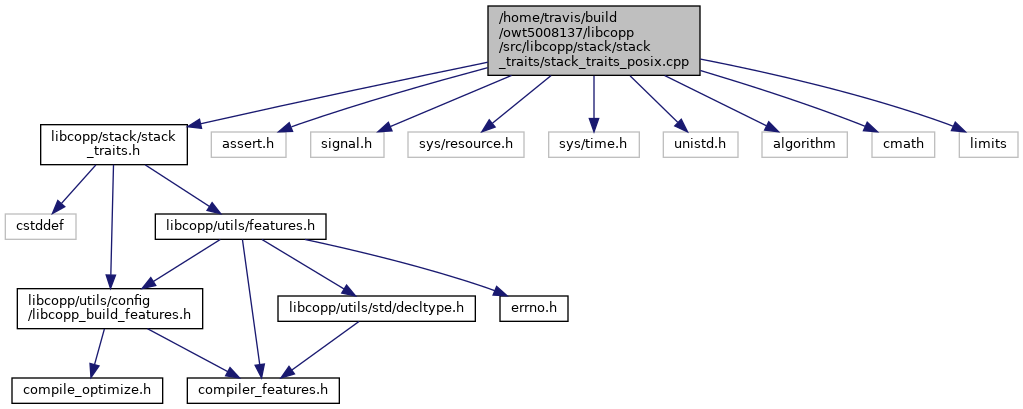 /home/travis/build
/owt5008137/libcopp
/src/libcopp/stack/stack
_traits/stack_traits_posix.cpp
libcopp/stack/stack
_traits.h
assert.h
signal.h
sys/resource.h
sys/time.h
unistd.h
algorithm
cmath
limits
cstddef
libcopp/utils/features.h
libcopp/utils/config
/libcopp_build_features.h
libcopp/utils/std/decltype.h
errno.h
compile_optimize.h
compiler_features.h